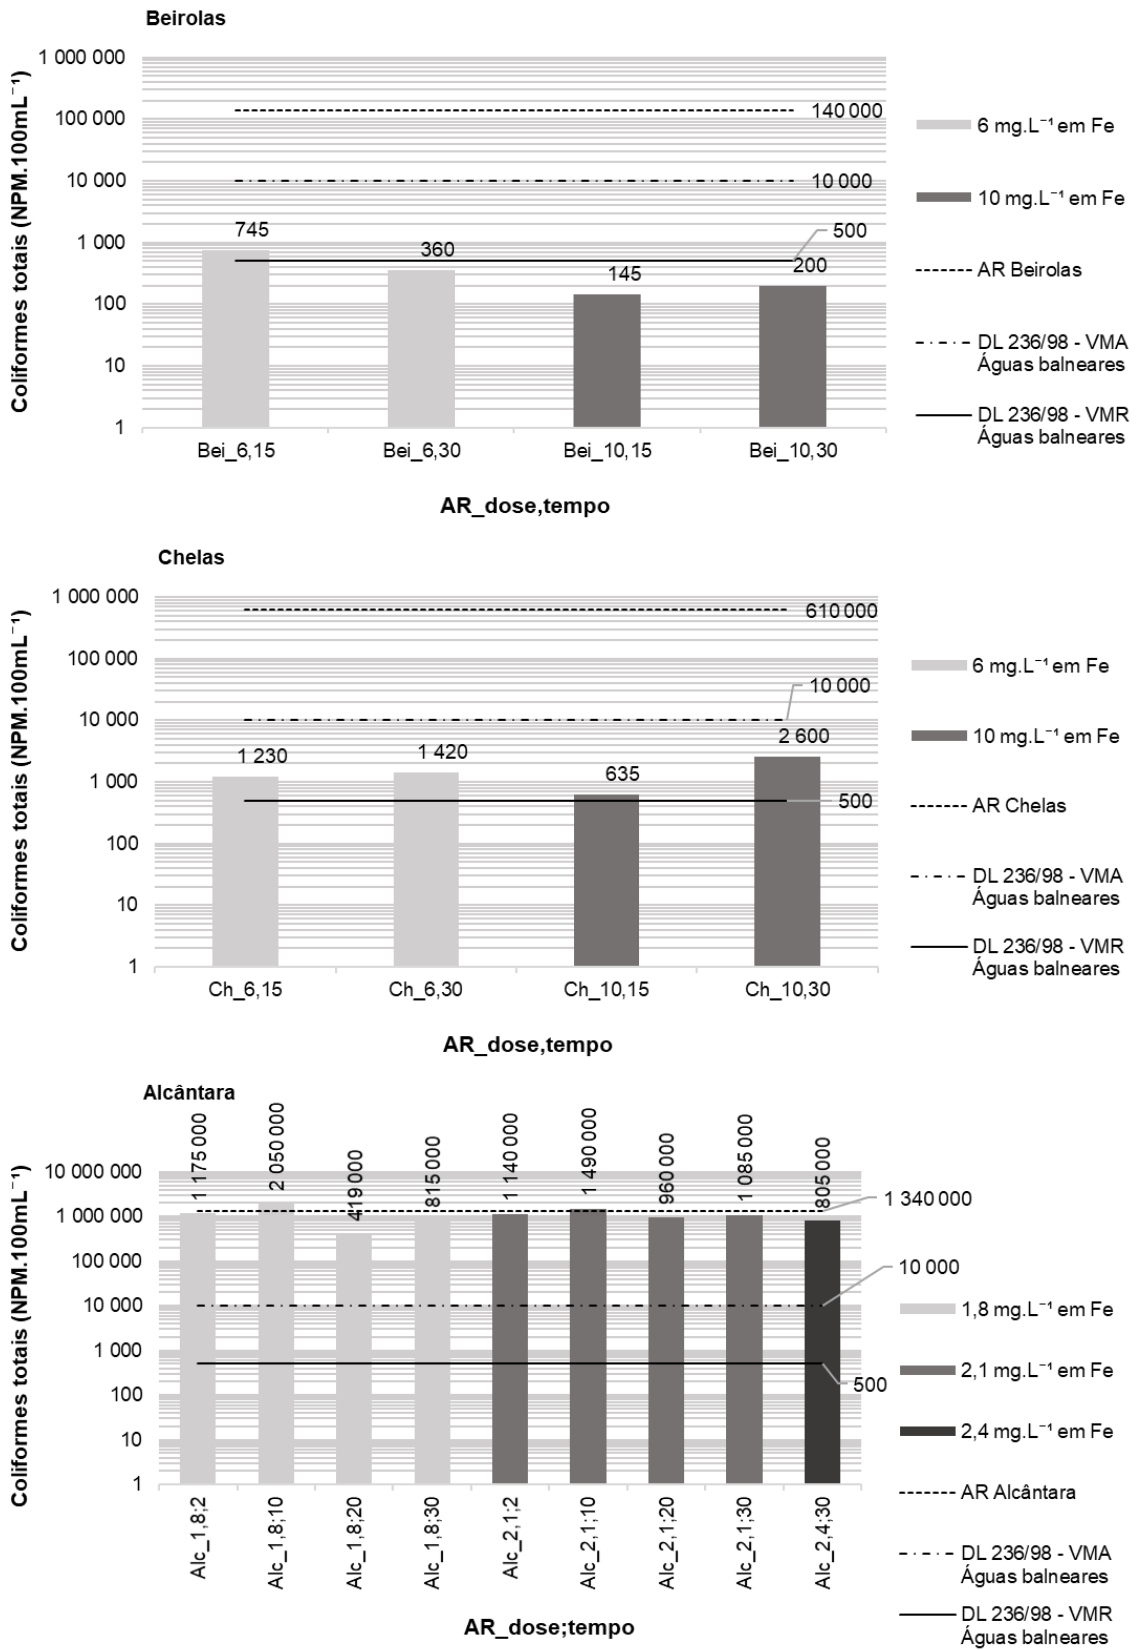 Beirolas
Coliformes totais (NPM.100mL⁻¹)
1 000 000
100 000
10 000
1 000
100
10
1
140 000
10 000
500
745
360
145
200
Bei_6,15
Bei_6,30
Bei_10,15
Bei_10,30
AR_dose,tempo
6 mg.L⁻¹ em Fe
10 mg.L⁻¹ em Fe
AR Beirolas
DL 236/98 - VMA
Águas balneares
DL 236/98 - VMR
Águas balneares
Chelas
Coliformes totais (NPM.100mL⁻¹)
1 000 000
100 000
10 000
1 000
100
10
1
610 000
10 000
500
1 230
1 420
635
2 600
Ch_6,15
Ch_6,30
Ch_10,15
Ch_10,30
AR_dose,tempo
6 mg.L⁻¹ em Fe
10 mg.L⁻¹ em Fe
AR Chelas
DL 236/98 - VMA
Águas balneares
DL 236/98 - VMR
Águas balneares
Alcântara
Coliformes totais (NPM.100mL⁻¹)
10 000 000
1 000 000
100 000
10 000
1 000
100
10
1
1 175 000
2 050 000
419 000
815 000
1 140 000
1 490 000
960 000
1 085 000
805 000
1 340 000
10 000
500
Alc_1,8;2
Alc_1,8;10
Alc_1,8;20
Alc_1,8;30
Alc_2,1;2
Alc_2,1;10
Alc_2,1;20
Alc_2,1;30
Alc_2,4;30
AR_dose;tempo
1,8 mg.L⁻¹ em Fe
2,1 mg.L⁻¹ em Fe
2,4 mg.L⁻¹ em Fe
AR Alcântara
DL 236/98 - VMA
Águas balneares
DL 236/98 - VMR
Águas balneares